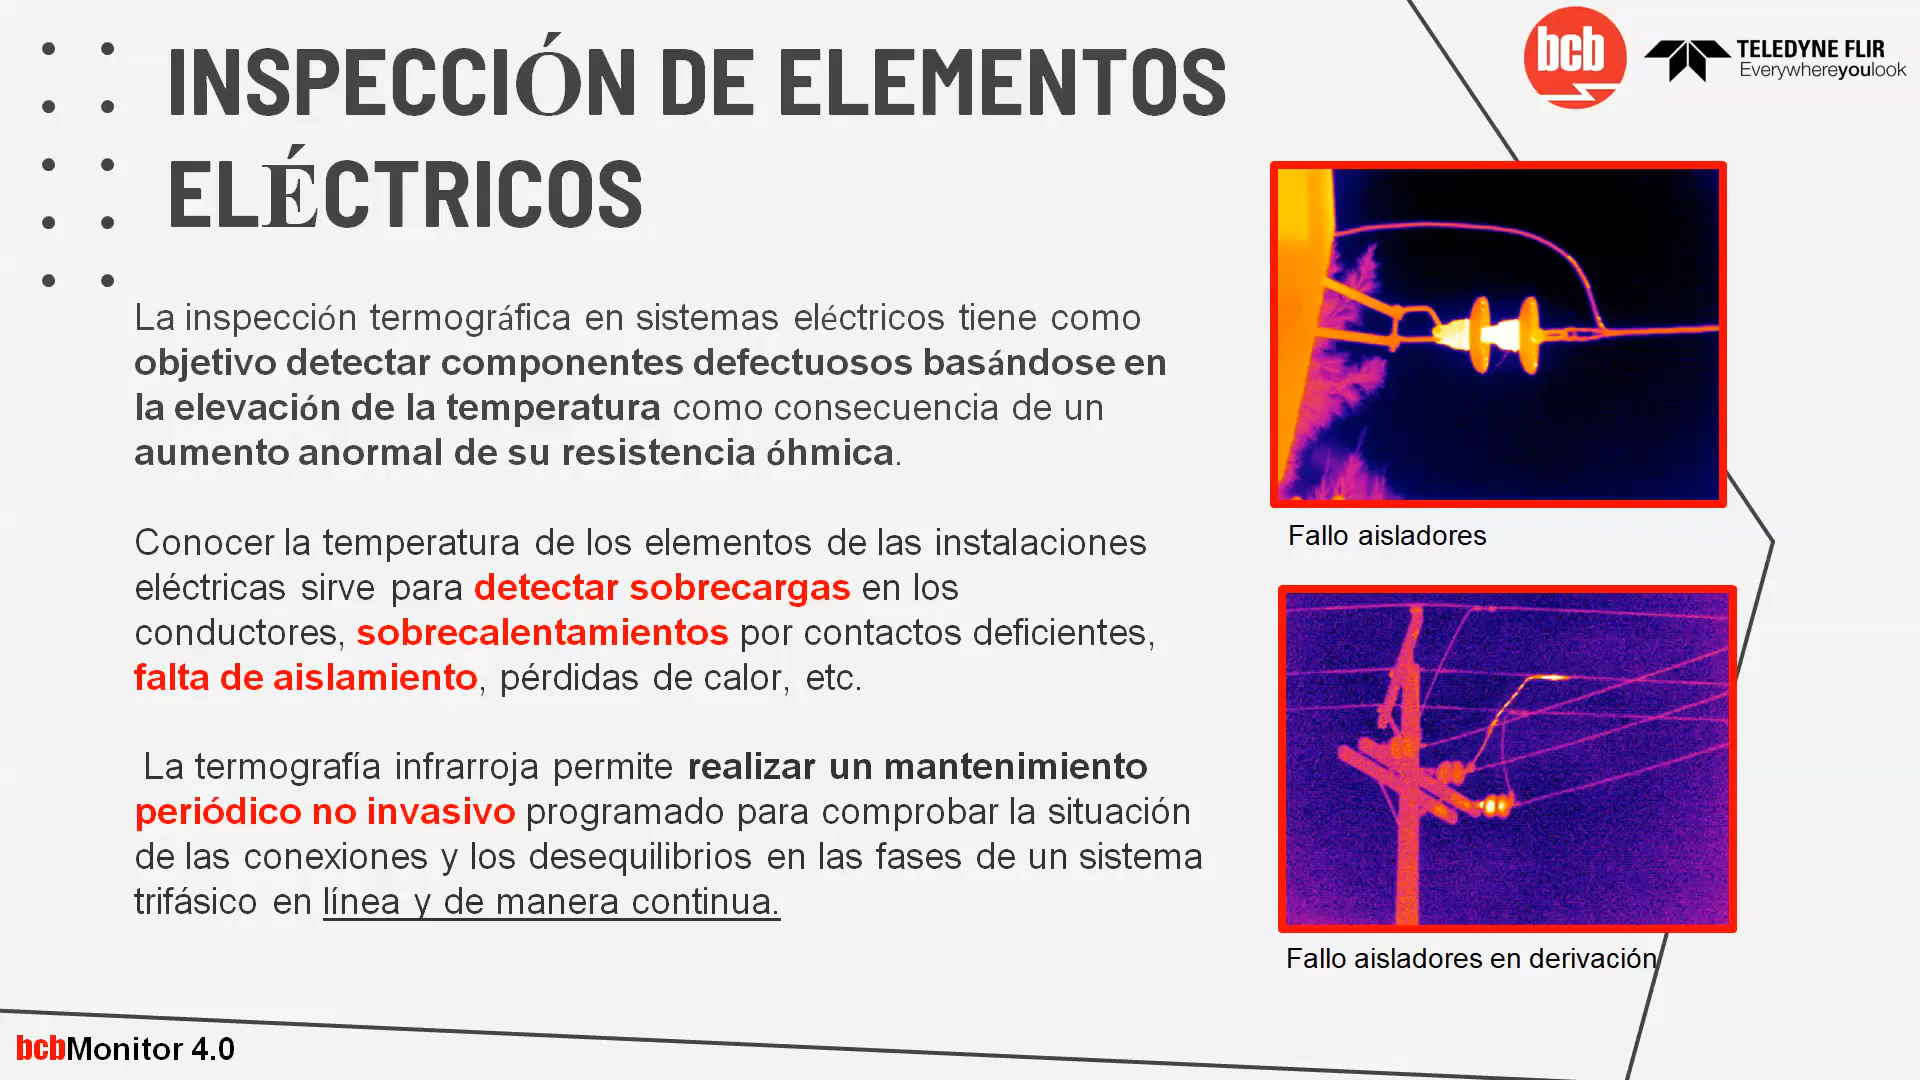 INSPECCIÓN DE ELEMENTOS
ELÉCTRICOS
bcb
TELEDYNE FLIR
Everywhereyoulook
La inspección termográfica en sistemas eléctricos tiene como
objetivo detectar componentes defectuosos basándose en
la elevación de la temperatura como consecuencia de un
aumento anormal de su resistencia óhmica.
Conocer la temperatura de los elementos de las instalaciones
eléctricas sirve para detectar sobrecargas en los
conductores, sobrecalentamientos por contactos deficientes,
falta de aislamiento, pérdidas de calor, etc.
La termografía infrarroja permite realizar un mantenimiento
periódico no invasivo programado para comprobar la situación
de las conexiones y los desequilibrios en las fases de un sistema
trifásico en línea y de manera continua.
Fallo aisladores
Fallo aisladores en derivación
bcbMonitor 4.0